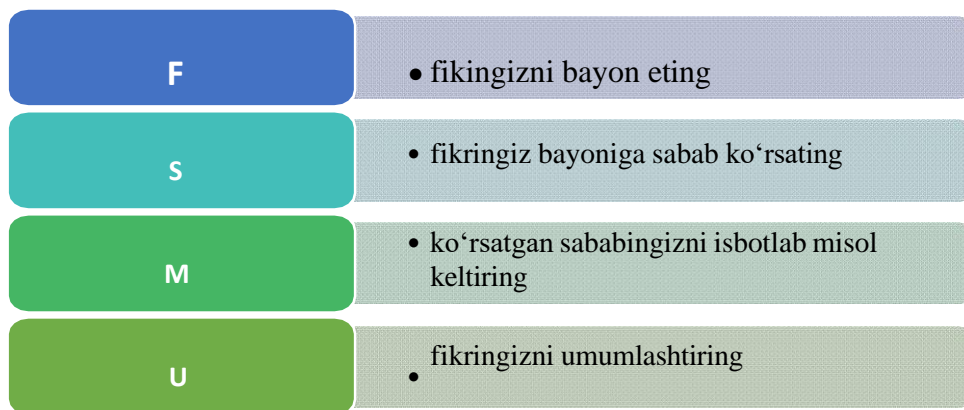 F
• fikingizni bayon eting
S
• fikringiz bayoniga sabab ko‘rsating
M
• ko‘rsatgan sababingizni isbotlab misol
keltiring
U
• fikringizni umumlashtiring